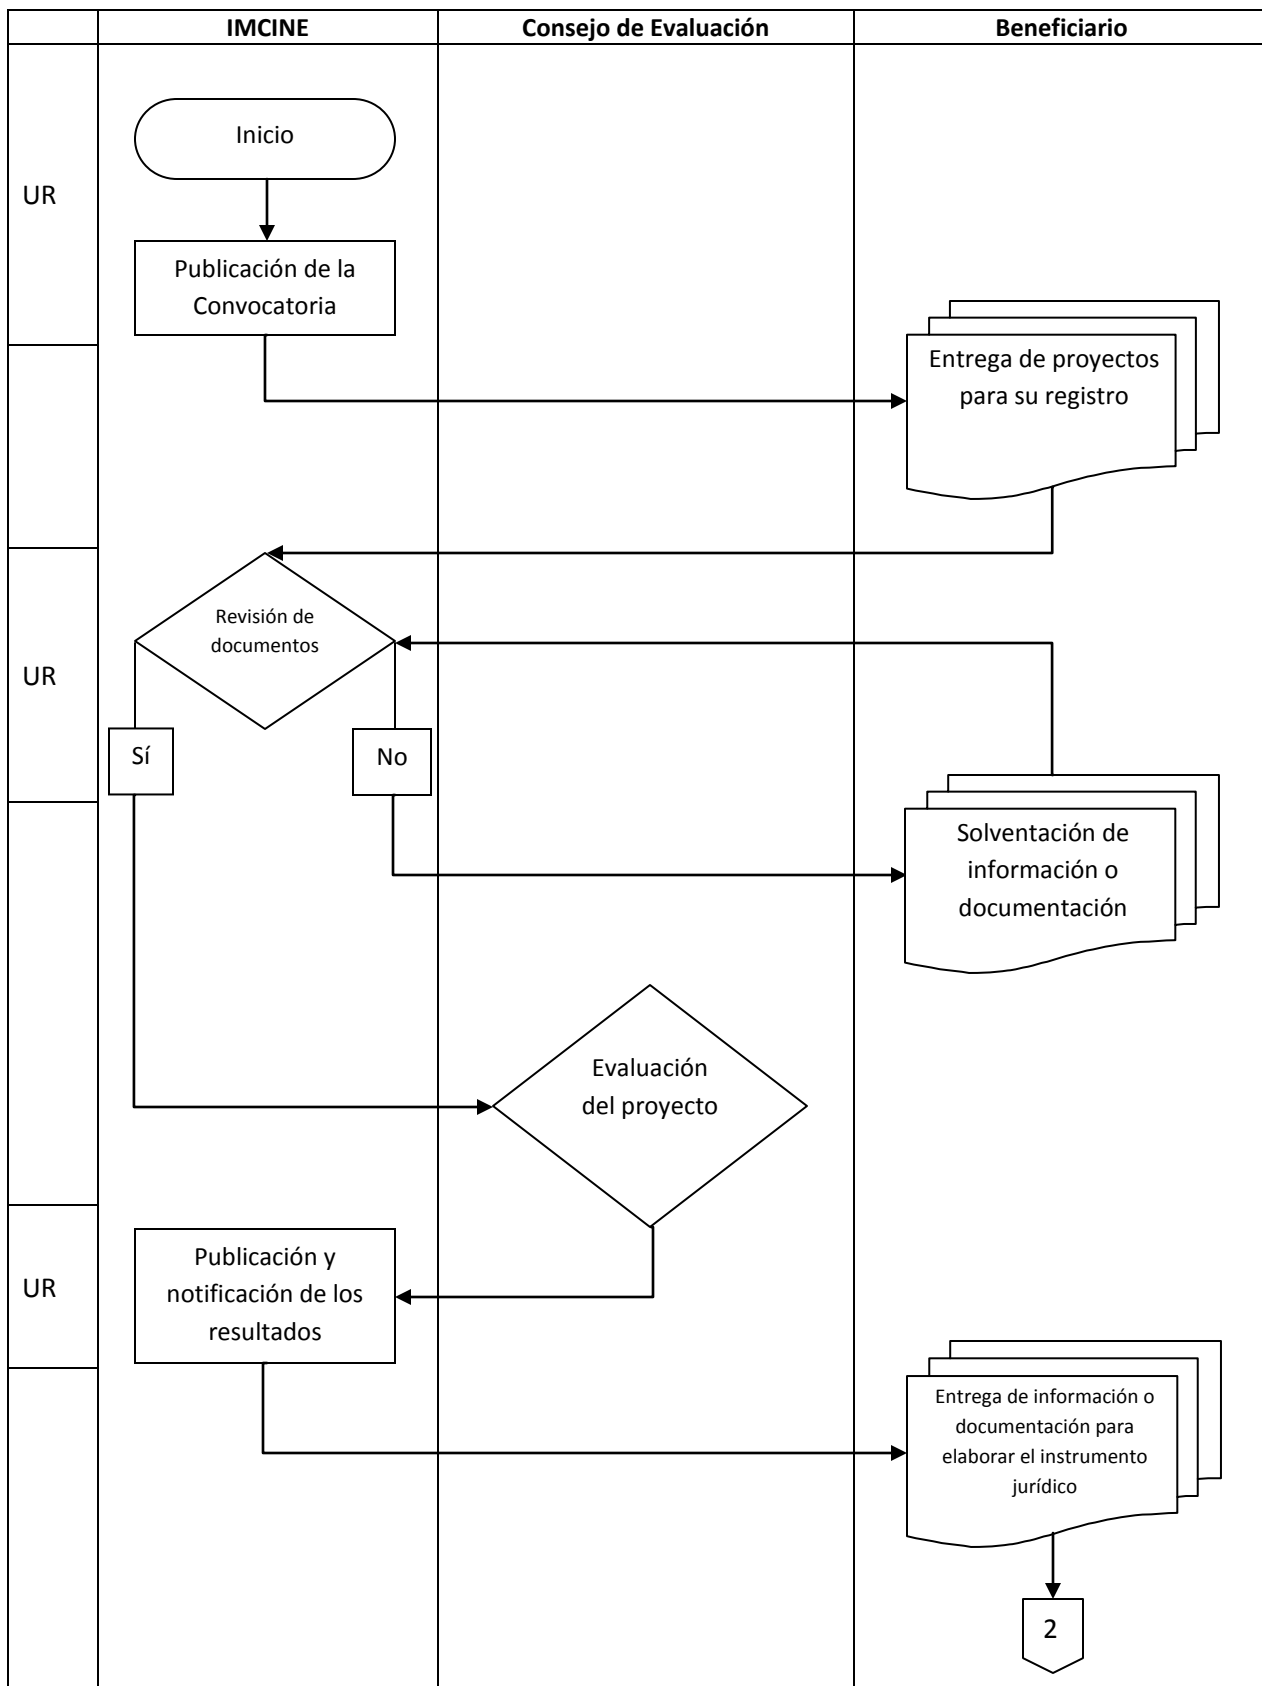 IMCINE
Consejo de Evaluación
Beneficiario
UR
Inicio
Publicación de la
Convocatoria
Entrega de proyectos
para su registro
UR
Revisión de
documentos
Sí
No
Solventación de
información o
documentación
Evaluación
del proyecto
UR
Publicación y
notificación de los
resultados
Entrega de información o
documentación para
elaborar el instrumento
jurídico
2